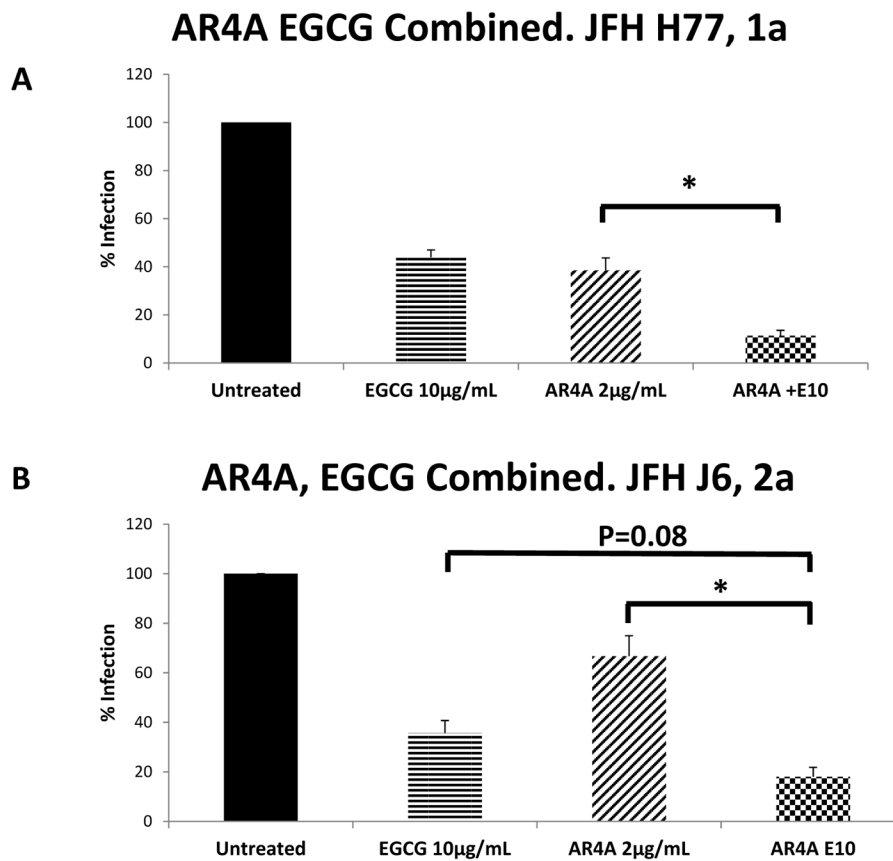 AR4A EGCG Combined. JFH H77, 1a
A
120
100
80
60
40
20
0
% Infection
*
Untreated
EGCG 10µg/mL
AR4A 2µg/mL
AR4A +E10
B
AR4A, EGCG Combined. JFH J6, 2a
120
100
80
60
40
20
0
% Infection
P=0.08
*
Untreated
EGCG 10µg/mL
AR4A 2µg/mL
AR4A E10